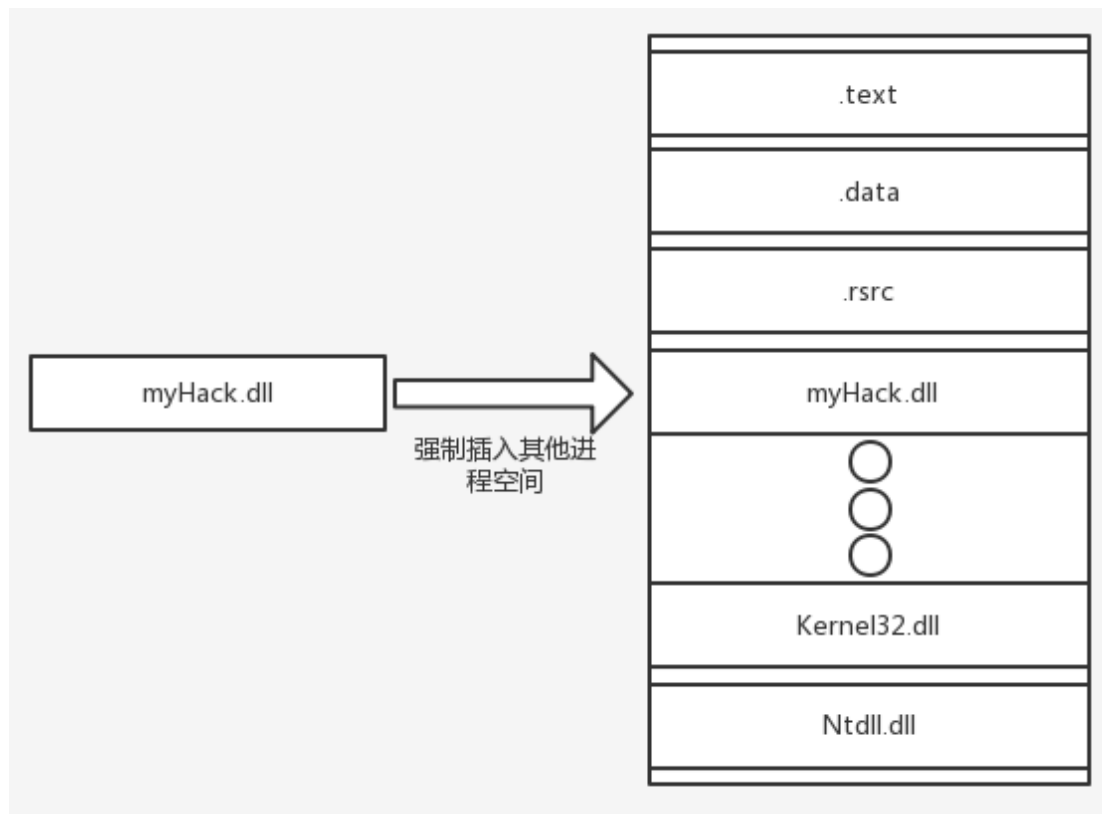 .text
.data
.rsrc
myHack.dll
myHack.dll
强制插入其他进
程空间
Kernel32.dll
Ntdll.dll